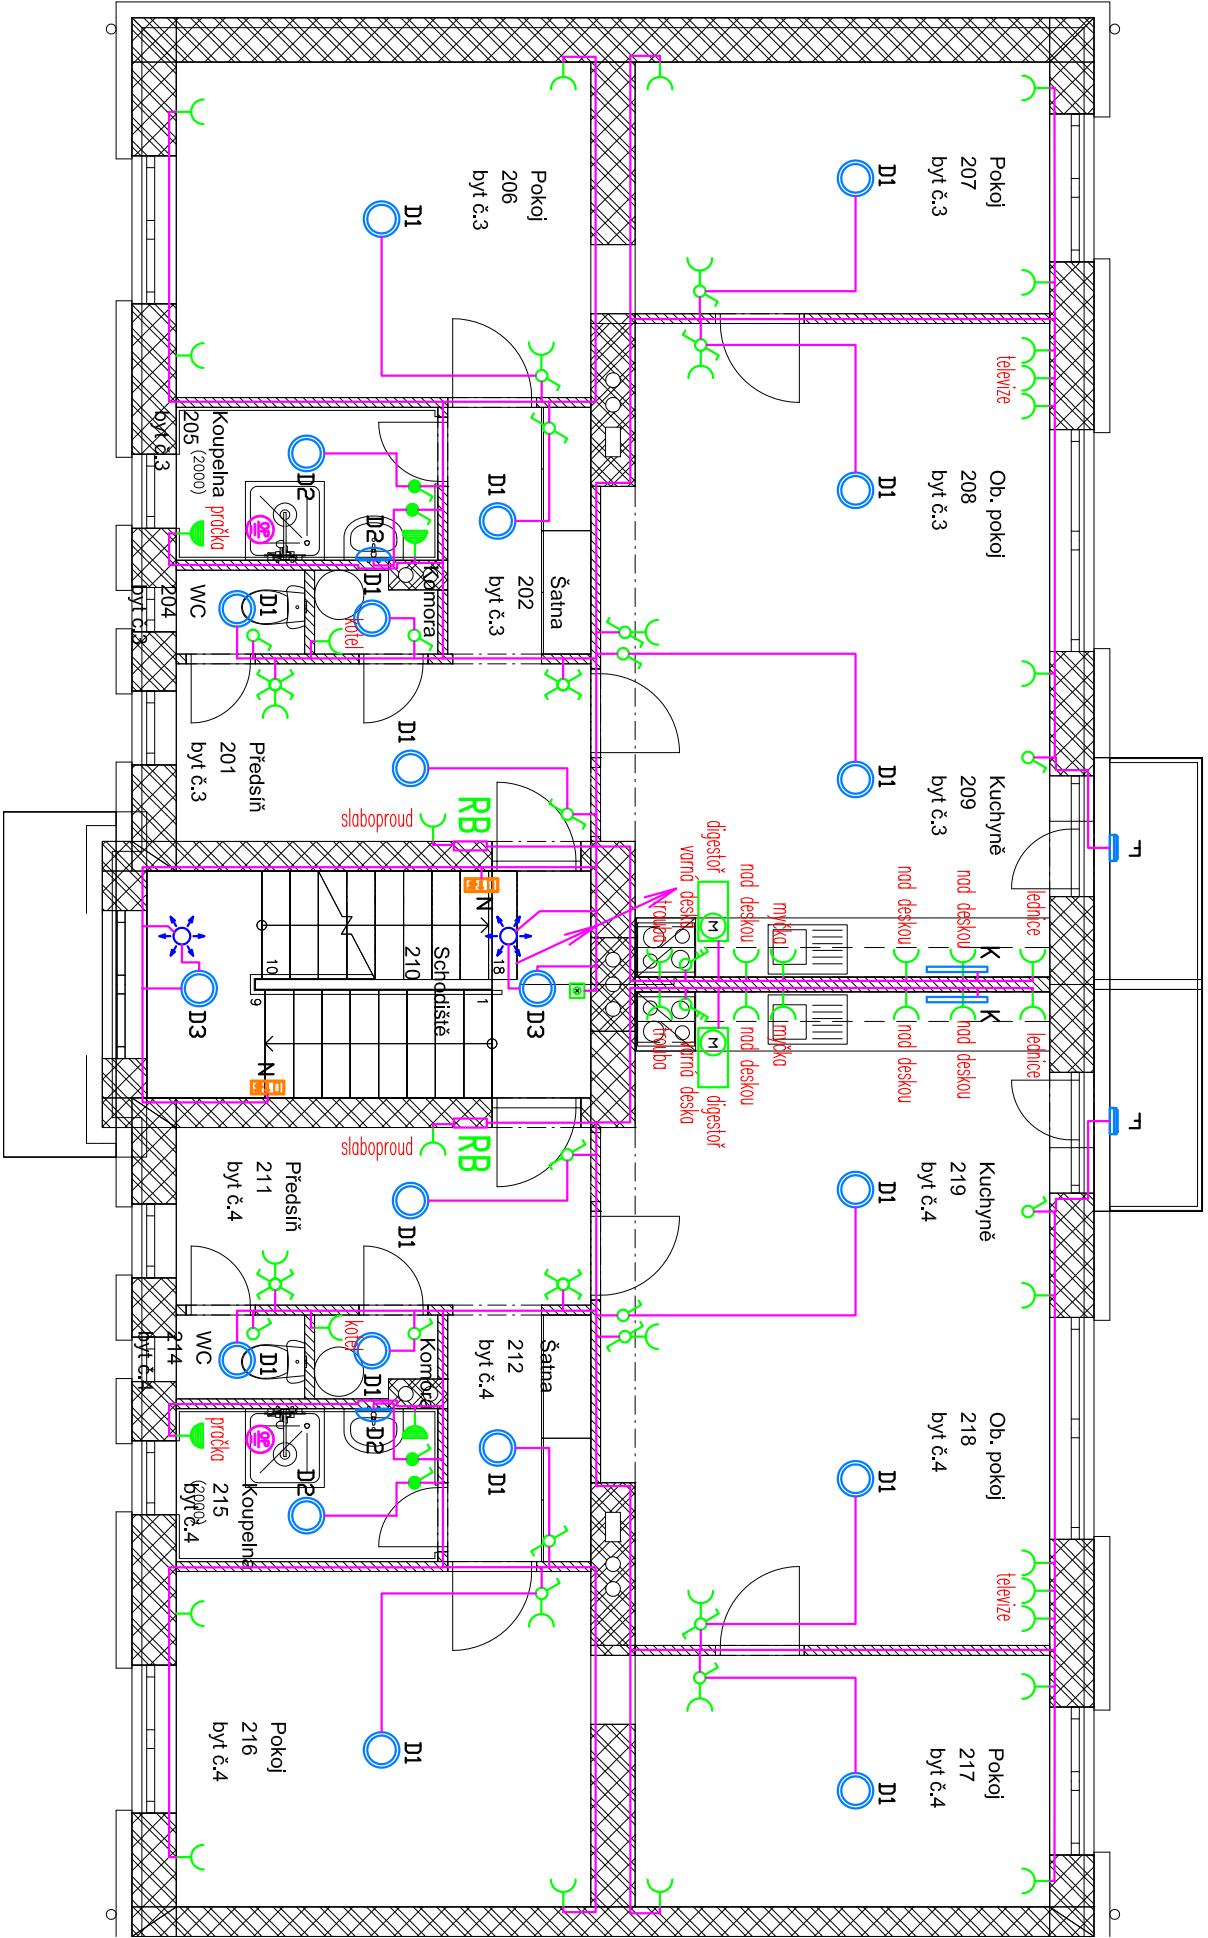 Pokoj
207
byt č.3
D1
Pokoj
206
byt č.3
D1
televize
Ob. pokoj
208
byt č.3
D1
Koupelna
205 (2000)
byt č.3
pračka
D2
D2
D1
Šatna
202
byt č.3
WC
204
byt č.3
D1
Komora
D1
kotel
Předsíň
201
byt č.3
D1
Kuchyně
209
byt č.3
D1
F
slaboproud
RB
digestoř
varná deska
trouba
nad deskou
myčka
nad deskou
nad deskou
lednice
K
M
N
Schodiště
210
10
18
9
1
D3
D3
N
K
M
trouba
varná deska
digestoř
nad deskou
myčka
nad deskou
nad deskou
lednice
F
slaboproud
RB
Předsíň
211
byt č.4
D1
Kuchyně
219
byt č.4
D1
WC
214
byt č.4
D1
Komora
D1
kotel
Šatna
212
byt č.4
D1
Ob. pokoj
218
byt č.4
D1
televize
pračka
D2
D2
Koupelna
215
(2000)
byt č.4
Pokoj
216
byt č.4
D1
Pokoj
217
byt č.4
D1